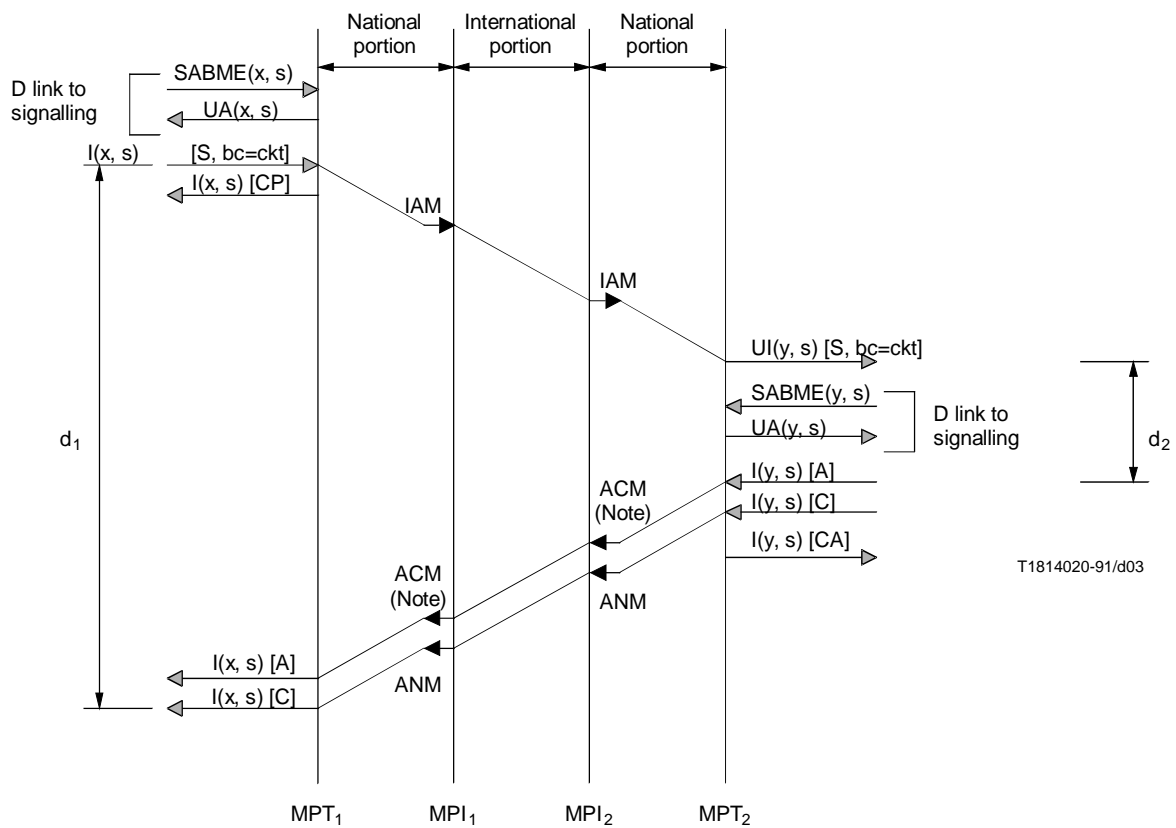 National portion
International portion
National portion
SABME(x, s)
D link to signalling
UA(x, s)
I(x, s)
[S, bc=ckt]
I(x, s) [CP]
IAM
IAM
UI(y, s) [S, bc=ckt]
SABME(y, s)
D link to signalling
UA(y, s)
d1
d2
I(y, s) [A]
ACM (Note)
I(y, s) [C]
I(y, s) [CA]
T1814020-91/d03
ACM (Note)
ANM
I(x, s) [A]
ANM
I(x, s) [C]
MPT1
MPI1
MPI2
MPT2